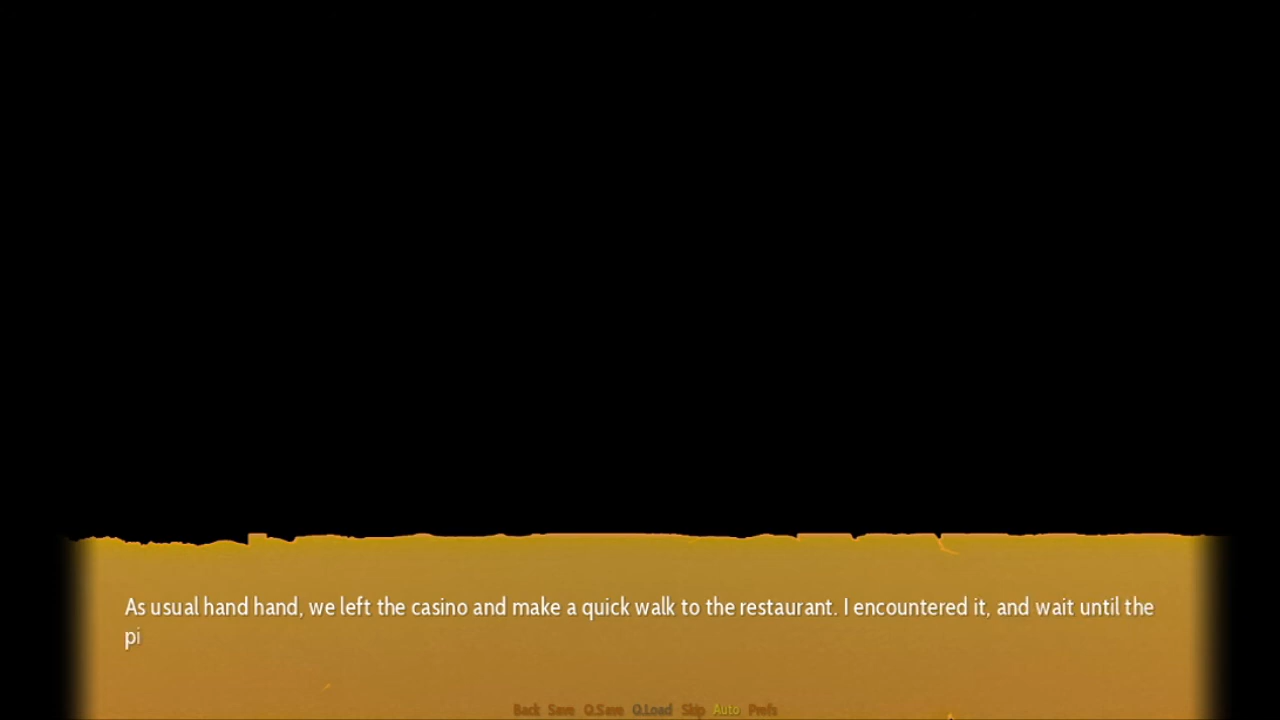 As usual hand hand, we left the casino and make a quick walk to the restaurant. I encountered it, and wait until the
pi
Back Save Q.Save Q.Load Skip Auto Prefs